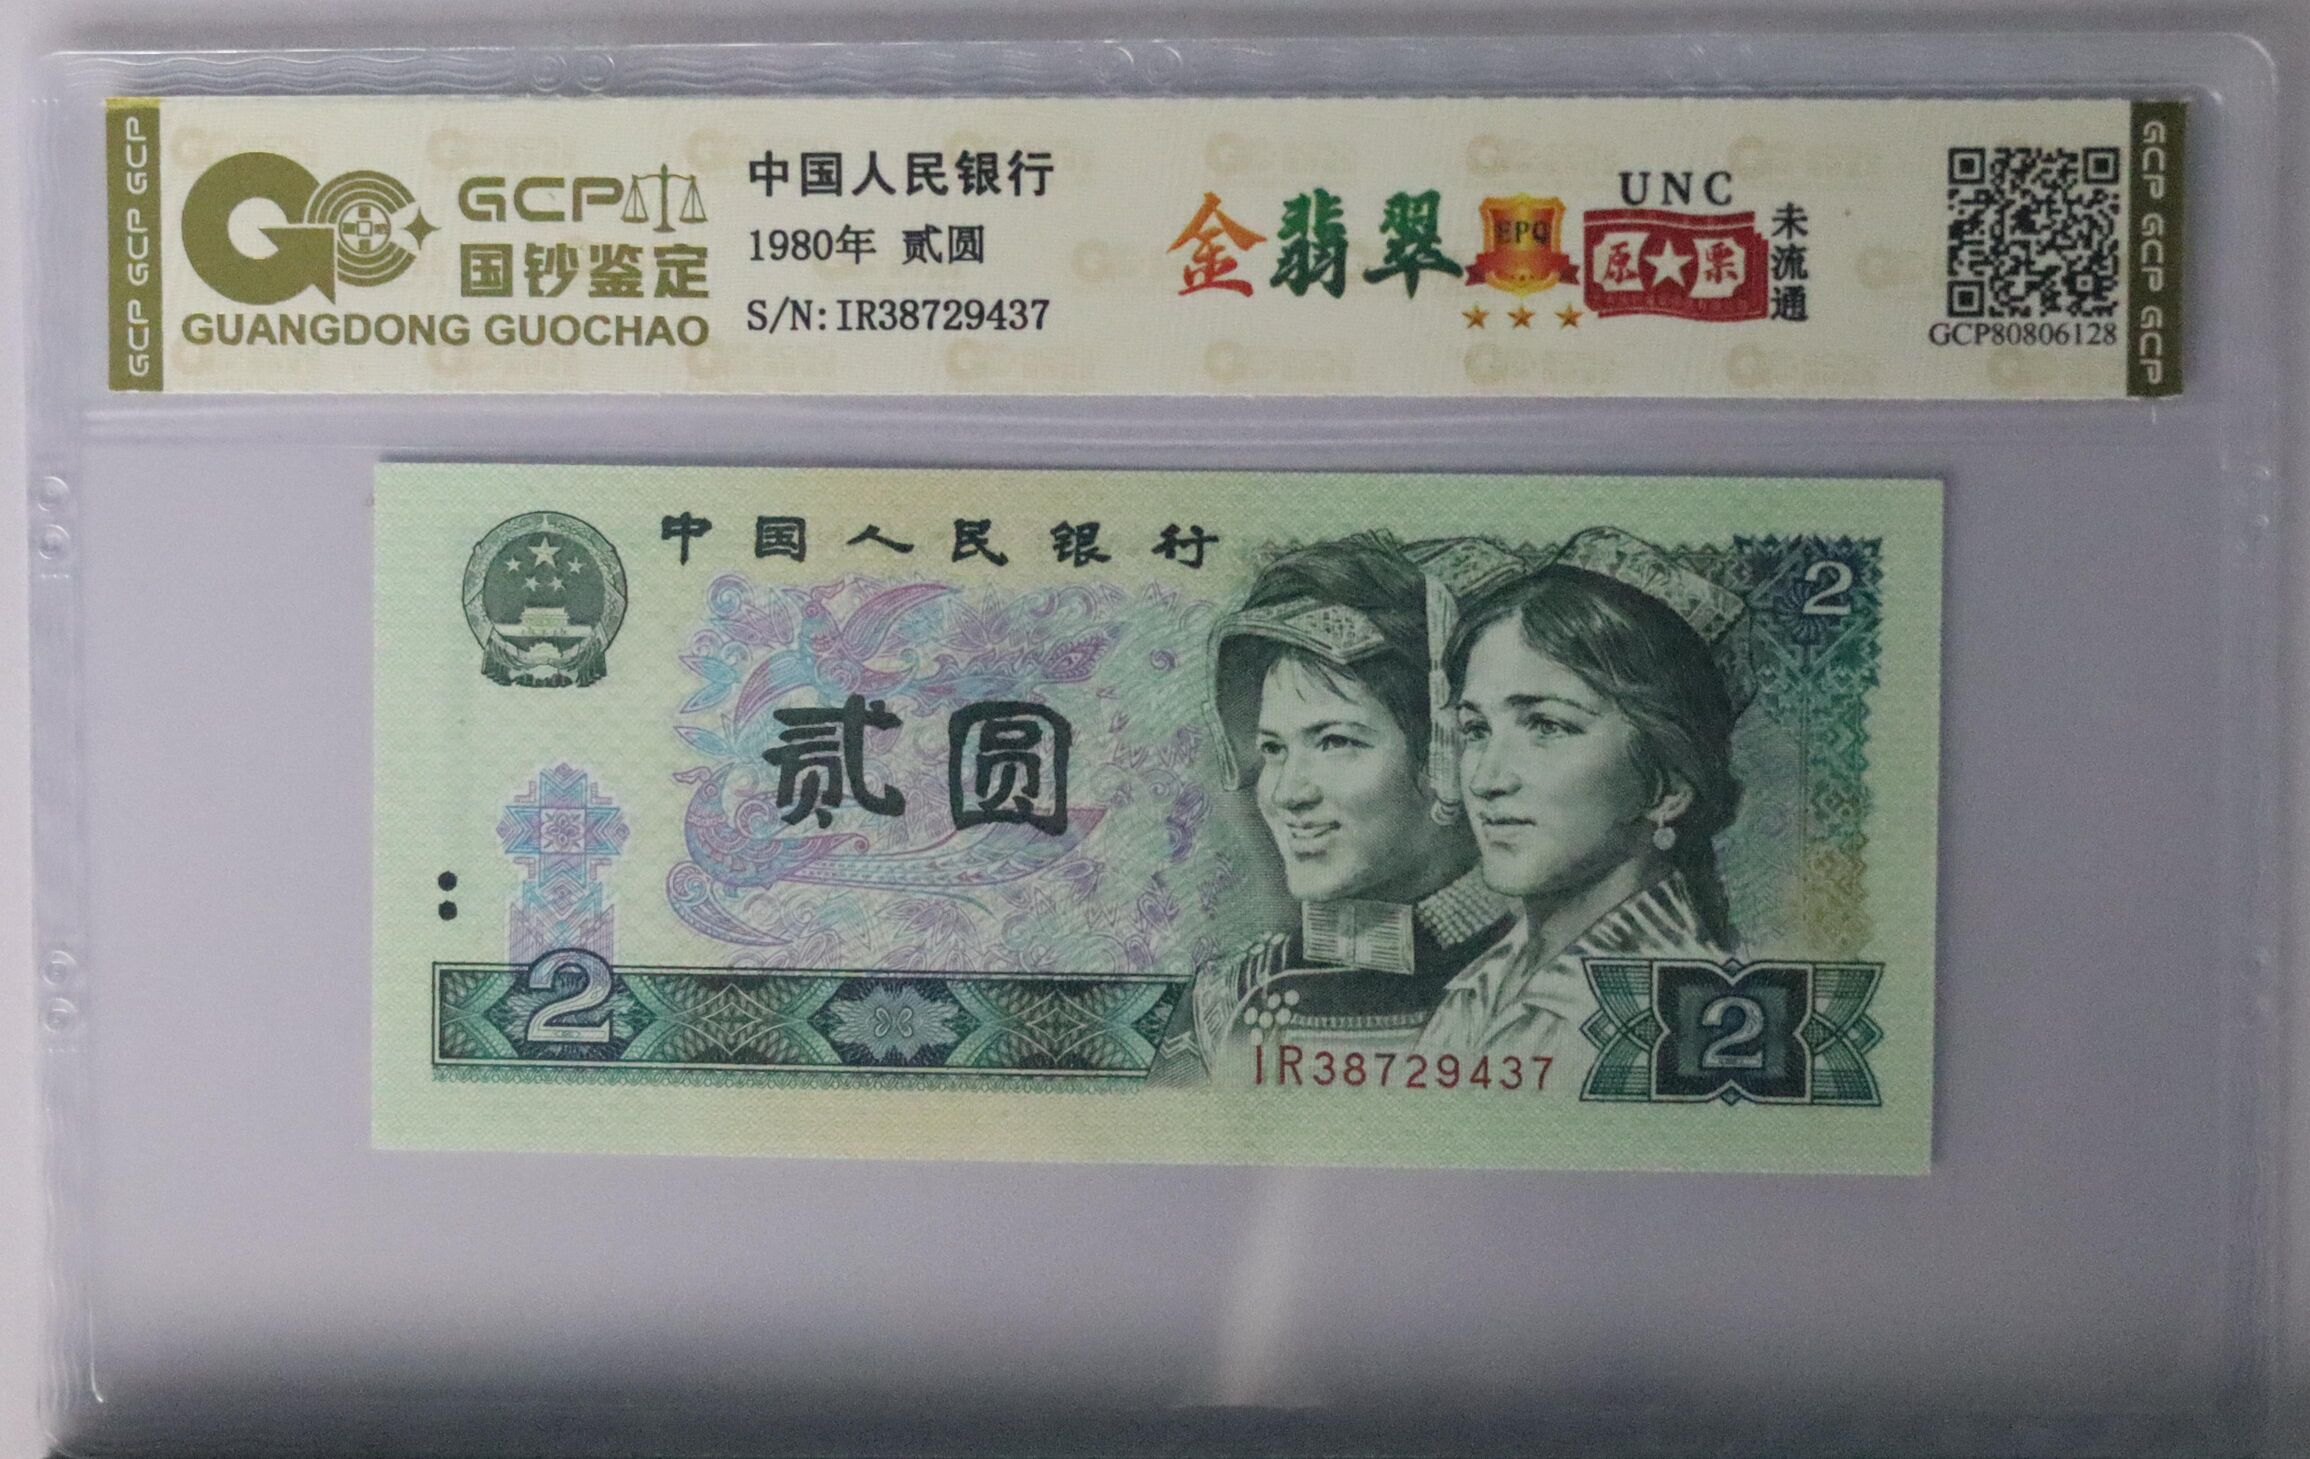 GCP GCP GCP
GCP
国钞鉴定
GUANGDONG GUOCHAO
中国人民银行
1980年 贰圆
S/N: IR38729437
金翡翠
EPQ
UNC
原★票
未流通
GCP80806128
GCP GCP GCP
中国人民银行
2
贰圆
2
2
IR38729437